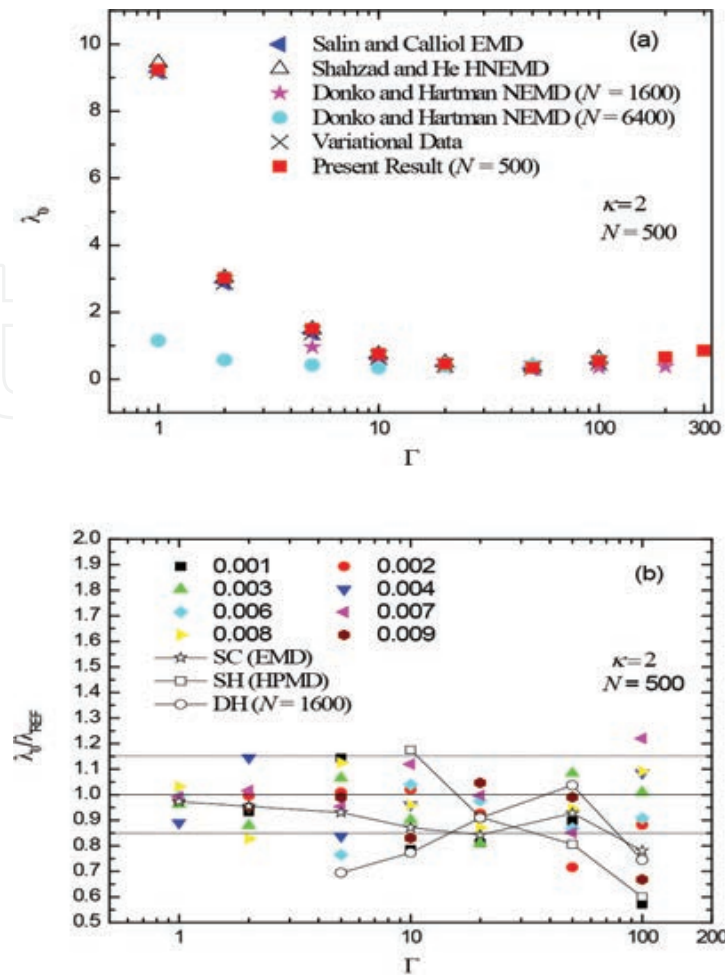 10
8
6
4
2
0
λ₀
(a)
Salin and Calliol EMD
Shahzad and He HNEMD
Donko and Hartman NEMD (N = 1600)
Donko and Hartman NEMD (N = 6400)
Variational Data
Present Result (N = 500)
κ=2
N = 500
1
10
100
300
Γ
2.0
1.9
1.8
1.7
1.6
1.5
1.4
1.3
1.2
1.1
1.0
0.9
0.8
0.7
0.6
0.5
λ₀/λREF
(b)
0.001
0.002
0.003
0.004
0.006
0.007
0.008
0.009
SC (EMD)
SH (HPMD)
DH (N = 1600)
κ=2
N = 500
1
10
100
200
Γ